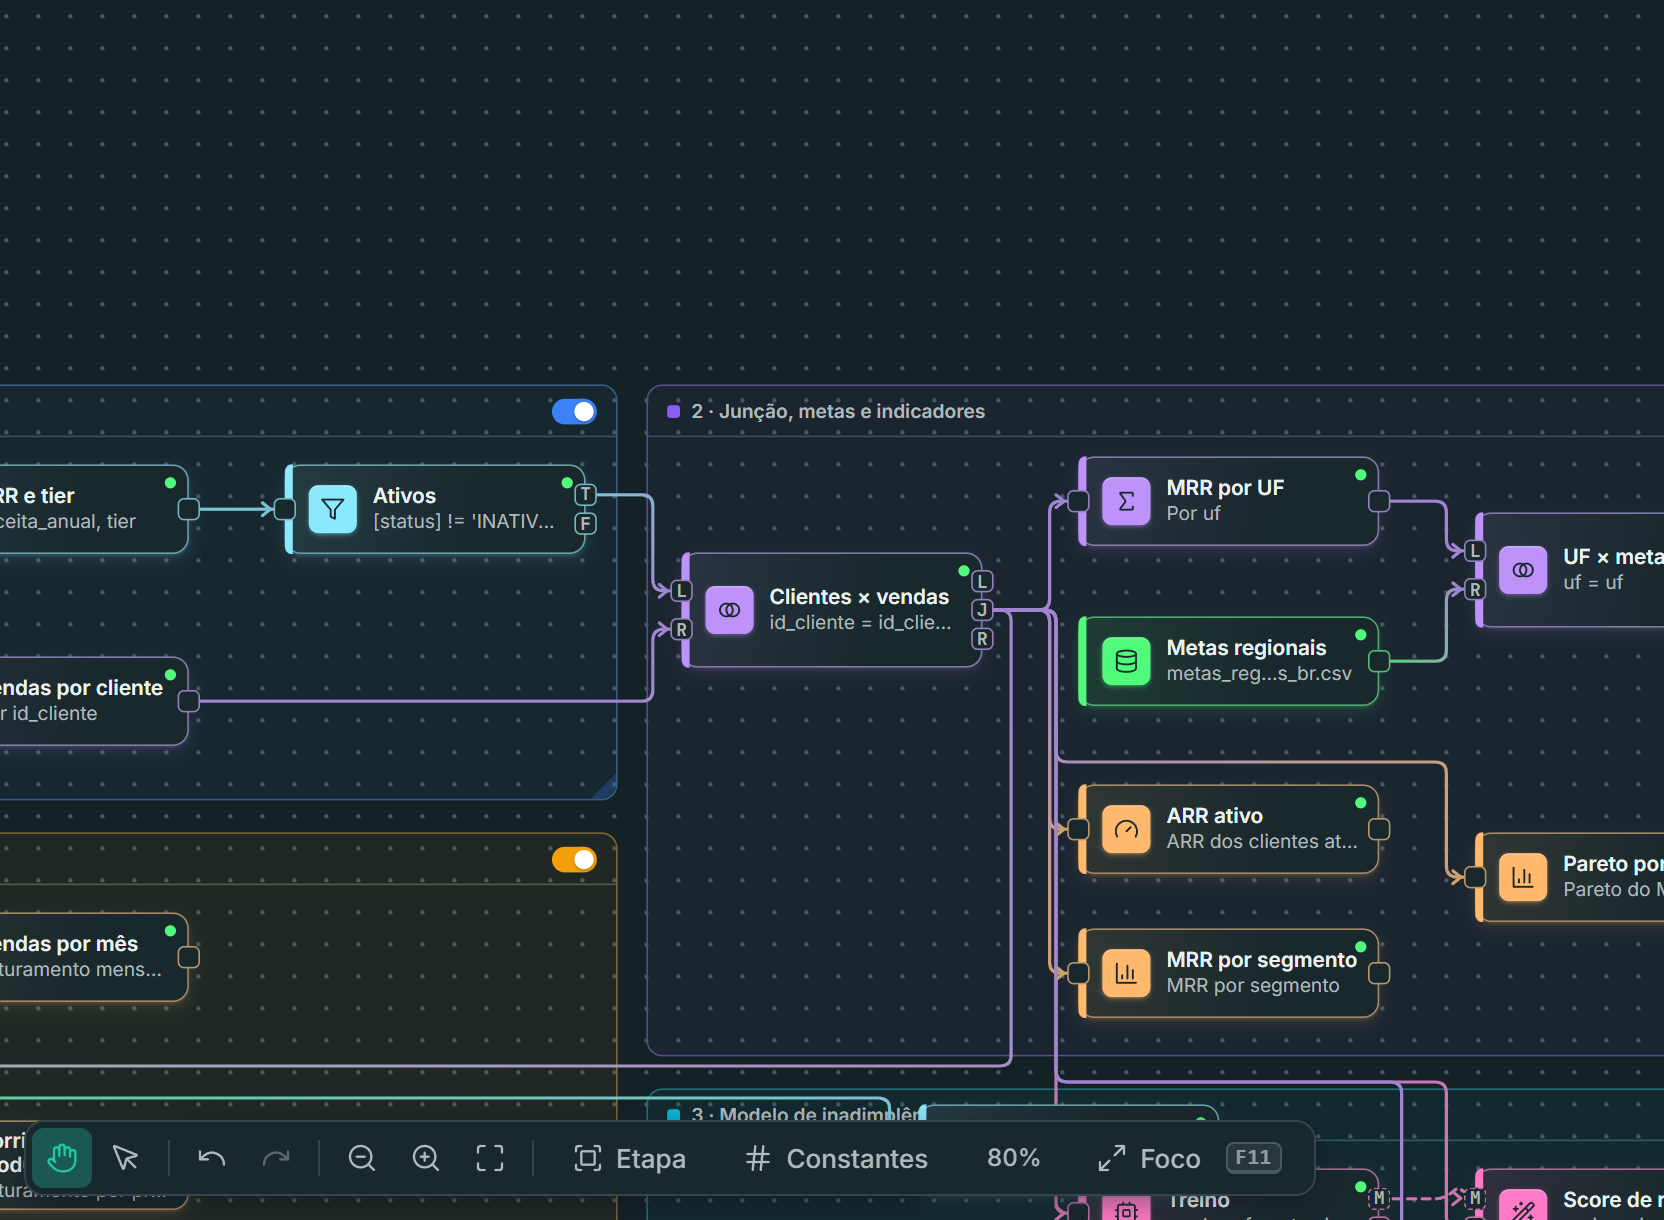 2 · Junção, metas e indicadores
RR e tier
ceita_anual, tier
Ativos
[status] != 'INATIV...
T
F
L
R
Clientes × vendas
id_cliente = id_clie...
L
J
R
MRR por UF
Por uf
L
R
UF × meta
uf = uf
Metas regionais
metas_reg...s_br.csv
endas por cliente
r id_cliente
ARR ativo
ARR dos clientes at...
Pareto por
Pareto do M
endas por mês
turamento mens...
MRR por segmento
MRR por segmento
3 · Modelo de inadimplên
Etapa
Constantes
80%
Foco
F11
Treino
M
M
Score de r